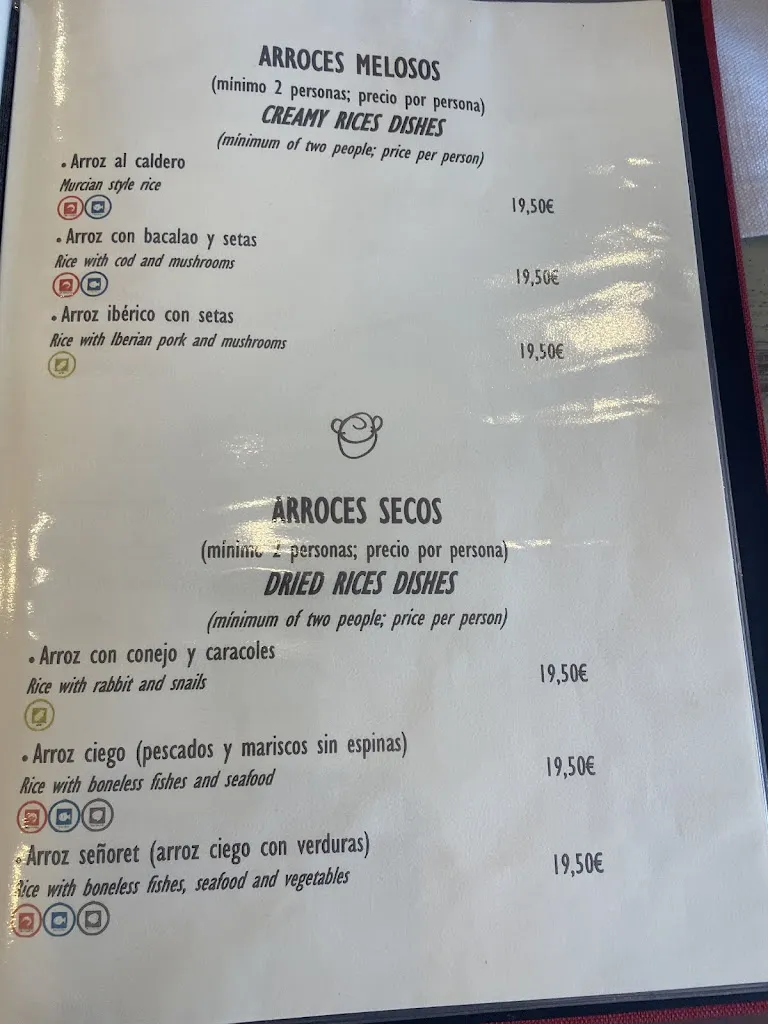 ARROCES MELOSOS
(mínimo 2 personas; precio por persona)
CREAMY RICES DISHES
(mínimum of two people; price per person)
• Arroz al caldero
Murcian style rice
19,50€
• Arroz con bacalao y setas
Rice with cod and mushrooms
19,50€
• Arroz ibérico con setas
Rice with Iberian pork and mushrooms
19,50€
ARROCES SECOS
(mínimo 2 personas; precio por persona)
DRIED RICES DISHES
(mínimum of two people; price per person)
• Arroz con conejo y caracoles
Rice with rabbit and snails
19,50€
• Arroz ciego (pescados y mariscos sin espinas)
Rice with boneless fishes and seafood
19,50€
• Arroz señoret (arroz ciego con verduras)
Rice with boneless fishes, seafood and vegetables
19,50€